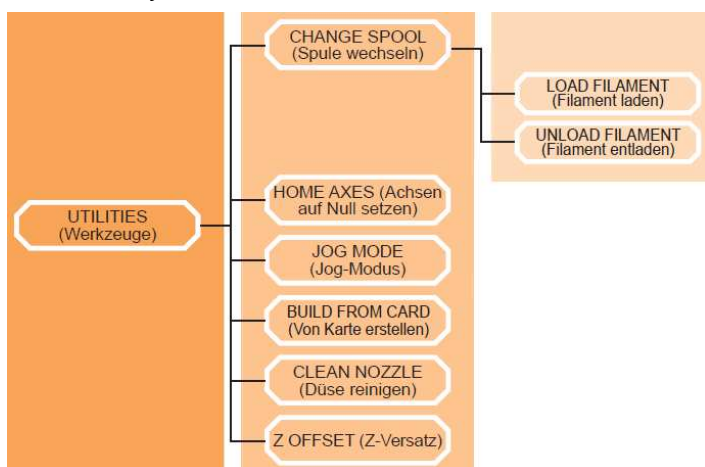 CHANGE SPOOL
(Spule wechseln)
LOAD FILAMENT
(Filament laden)
UNLOAD FILAMENT
(Filament entladen)
HOME AXES (Achsen
auf Null setzen)
UTILITIES
(Werkzeuge)
JOG MODE
(Jog-Modus)
BUILD FROM CARD
(Von Karte erstellen)
CLEAN NOZZLE
(Düse reinigen)
Z OFFSET (Z-Versatz)